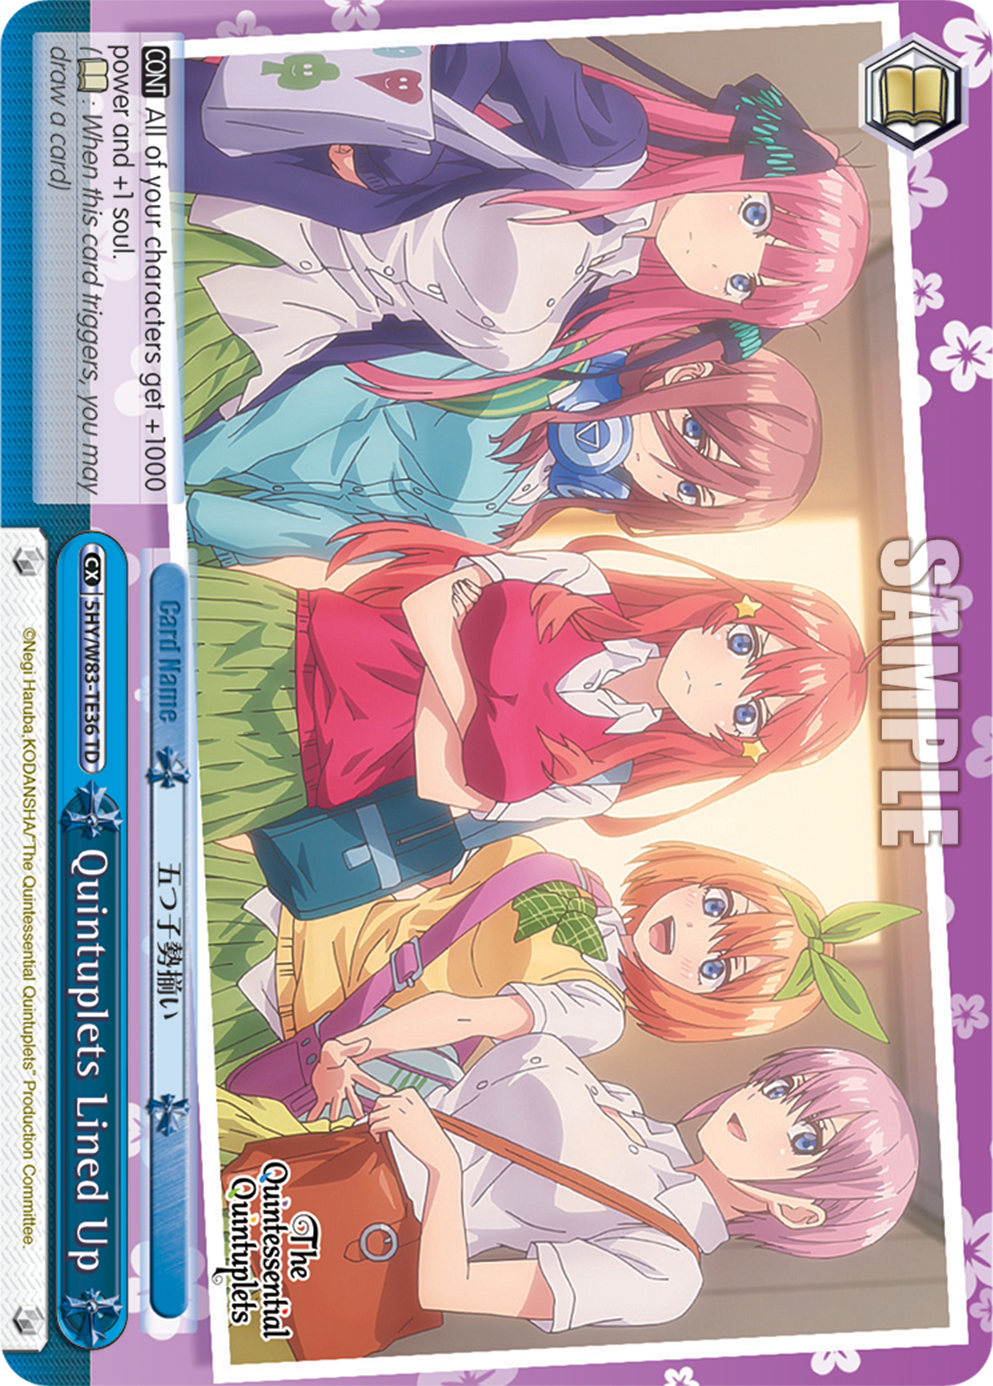 SAMPLE
The
Quintessential
Quintuplets
CONT All of your characters get +1000
power and +1 soul.
( : When this card triggers, you may
draw a card)
Card Name 五つ子勢揃い
CX 5HY/W83-TE36 TD Quintuplets Lined Up
©Negi Haruba,KODANSHA/"The Quintessential Quintuplets" Production Committee.